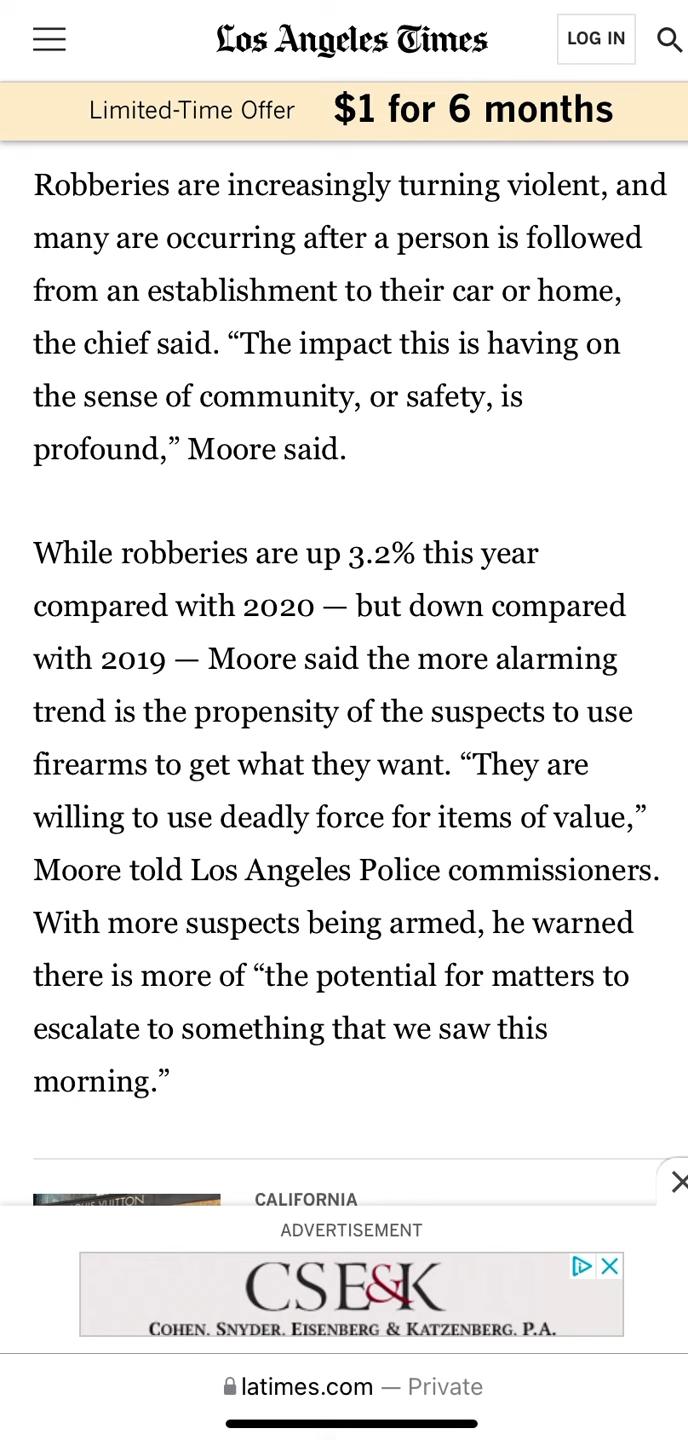 Los Angeles Times
LOG IN
Limited-Time Offer $1 for 6 months
Robberies are increasingly turning violent, and
many are occurring after a person is followed
from an establishment to their car or home,
the chief said. “The impact this is having on
the sense of community, or safety, is
profound,” Moore said.
While robberies are up 3.2% this year
compared with 2020 — but down compared
with 2019 — Moore said the more alarming
trend is the propensity of the suspects to use
firearms to get what they want. “They are
willing to use deadly force for items of value,”
Moore told Los Angeles Police commissioners.
With more suspects being armed, he warned
there is more of “the potential for matters to
escalate to something that we saw this
morning.”
VUITTON
CALIFORNIA
ADVERTISEMENT
CSE&K
COHEN, SNYDER, EISENBERG & KATZENBERG, P.A.
latimes.com — Private